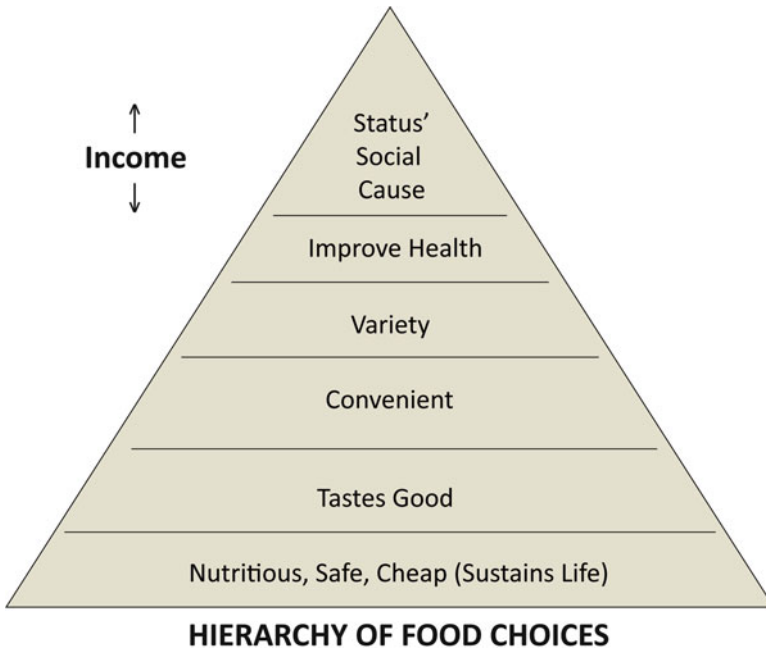 Status’
Social
Cause
Income
Improve Health
Variety
Convenient
Tastes Good
Nutritious, Safe, Cheap (Sustains Life)
HIERARCHY OF FOOD CHOICES